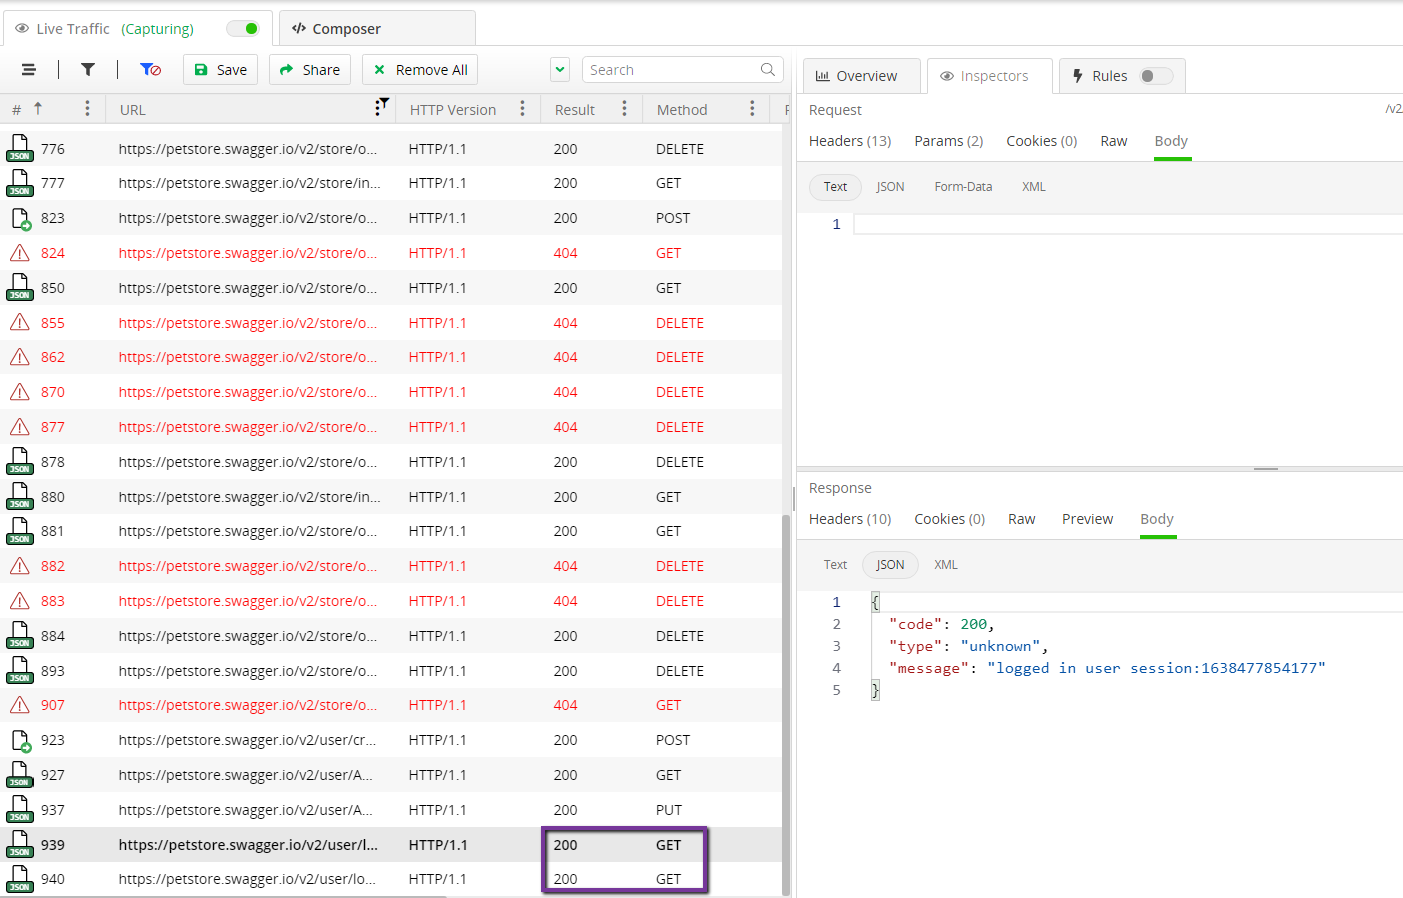 Live Traffic (Capturing)
Composer
Save Share Remove All Search
# URL HTTP Version Result Method
JSON 776 https://petstore.swagger.io/v2/store/o... HTTP/1.1 200 DELETE
JSON 777 https://petstore.swagger.io/v2/store/in... HTTP/1.1 200 GET
823 https://petstore.swagger.io/v2/store/o... HTTP/1.1 200 POST
824 https://petstore.swagger.io/v2/store/o... HTTP/1.1 404 GET
JSON 850 https://petstore.swagger.io/v2/store/o... HTTP/1.1 200 GET
855 https://petstore.swagger.io/v2/store/o... HTTP/1.1 404 DELETE
862 https://petstore.swagger.io/v2/store/o... HTTP/1.1 404 DELETE
870 https://petstore.swagger.io/v2/store/o... HTTP/1.1 404 DELETE
877 https://petstore.swagger.io/v2/store/o... HTTP/1.1 404 DELETE
JSON 878 https://petstore.swagger.io/v2/store/o... HTTP/1.1 200 DELETE
JSON 880 https://petstore.swagger.io/v2/store/in... HTTP/1.1 200 GET
JSON 881 https://petstore.swagger.io/v2/store/o... HTTP/1.1 200 GET
882 https://petstore.swagger.io/v2/store/o... HTTP/1.1 404 DELETE
883 https://petstore.swagger.io/v2/store/o... HTTP/1.1 404 DELETE
JSON 884 https://petstore.swagger.io/v2/store/o... HTTP/1.1 200 DELETE
JSON 893 https://petstore.swagger.io/v2/store/o... HTTP/1.1 200 DELETE
907 https://petstore.swagger.io/v2/store/o... HTTP/1.1 404 GET
923 https://petstore.swagger.io/v2/user/cr... HTTP/1.1 200 POST
JSON 927 https://petstore.swagger.io/v2/user/A... HTTP/1.1 200 GET
JSON 937 https://petstore.swagger.io/v2/user/A... HTTP/1.1 200 PUT
JSON 939 https://petstore.swagger.io/v2/user/l... HTTP/1.1 200 GET
JSON 940 https://petstore.swagger.io/v2/user/lo... HTTP/1.1 200 GET
Overview Inspectors Rules
Request /v2
Headers (13) Params (2) Cookies (0) Raw Body
Text JSON Form-Data XML
1
Response
Headers (10) Cookies (0) Raw Preview Body
Text JSON XML
1 {
2 "code": 200,
3 "type": "unknown",
4 "message": "logged in user session:1638477854177"
5 }